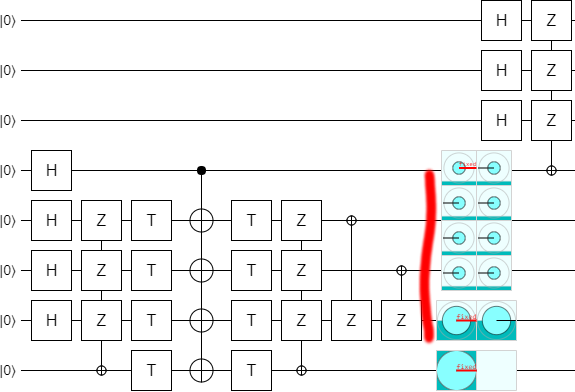 |0⟩ H Z
|0⟩ H Z
|0⟩ H Z
|0⟩ H fixed
|0⟩ H Z T T Z
|0⟩ H Z T T Z
|0⟩ H Z T T Z Z Z fixed
|0⟩ T T fixed